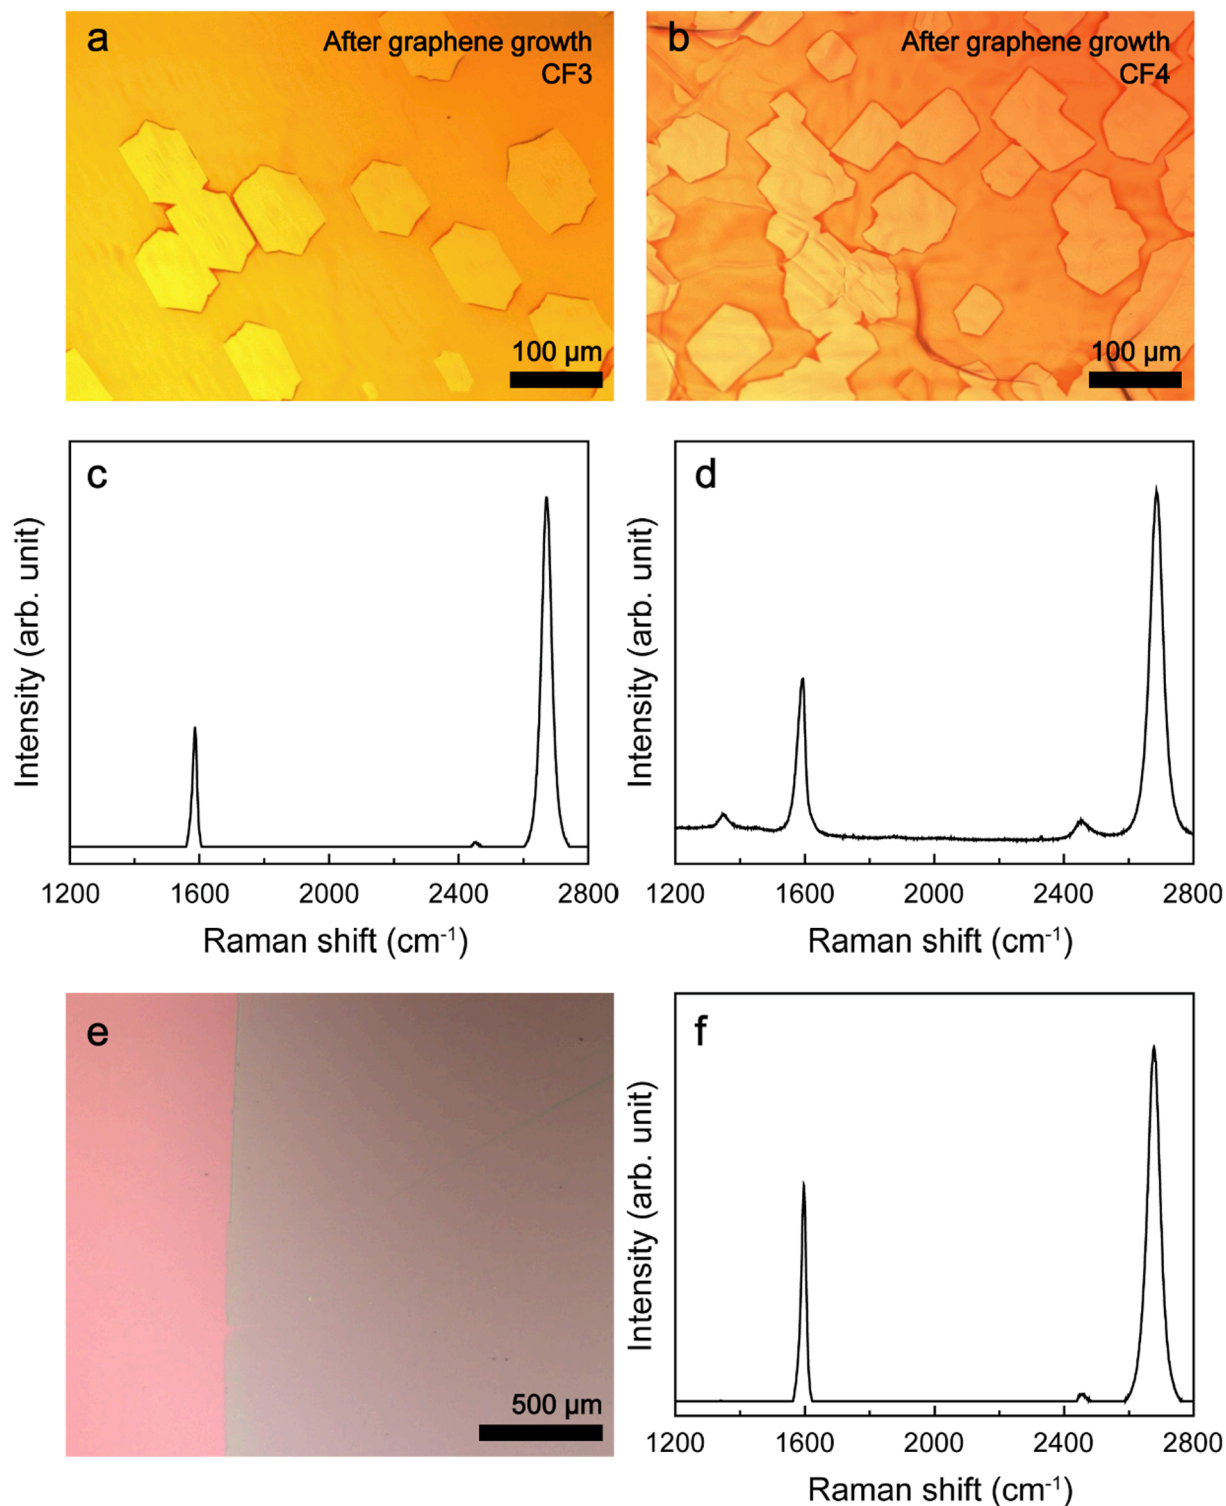 a
After graphene growth
CF3
100 µm
b
After graphene growth
CF4
100 µm
c
Intensity (arb. unit)
1200 1600 2000 2400 2800
Raman shift (cm⁻¹)
d
Intensity (arb. unit)
1200 1600 2000 2400 2800
Raman shift (cm⁻¹)
e
500 µm
f
Intensity (arb. unit)
1200 1600 2000 2400 2800
Raman shift (cm⁻¹)